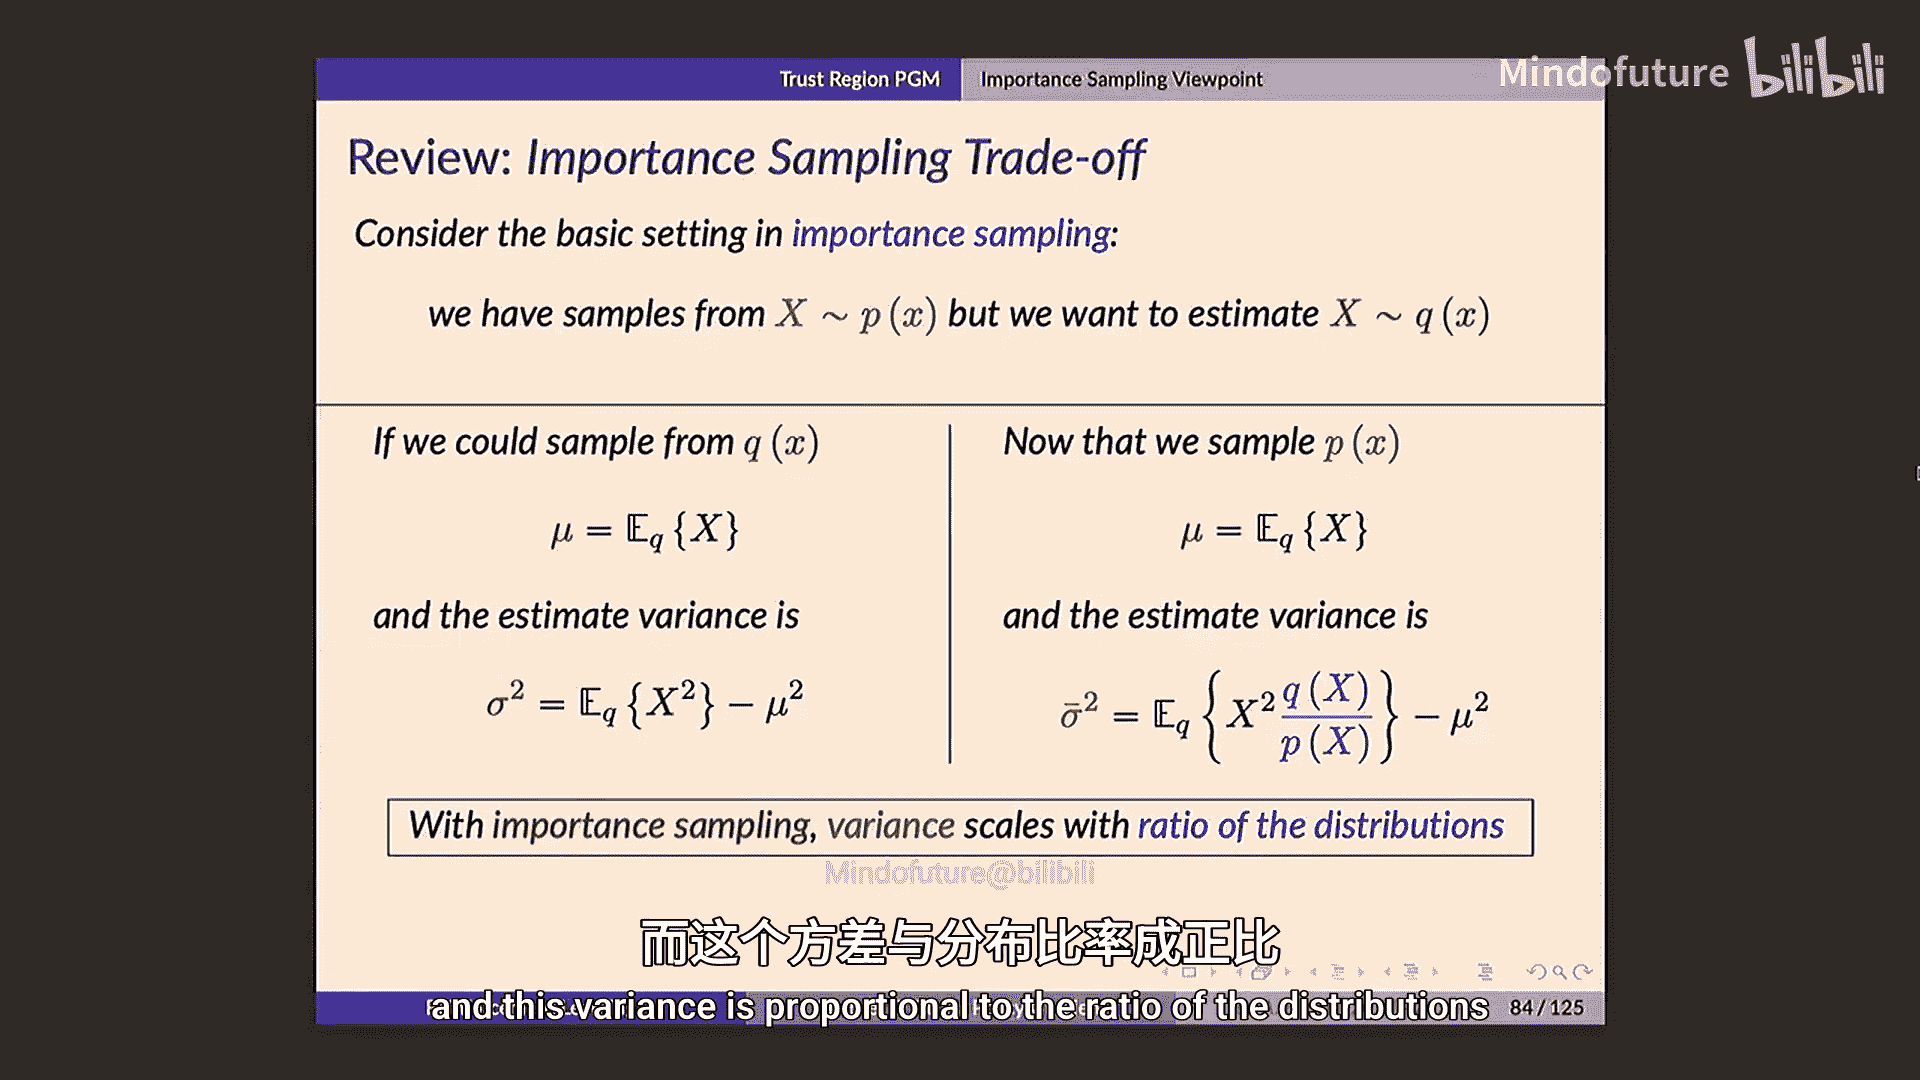 Trust Region PGM Importance Sampling Viewpoint
Mindofuture bilibili
Review: Importance Sampling Trade-off
Consider the basic setting in importance sampling:
we have samples from X ∼ p (x) but we want to estimate X ∼ q (x)
If we could sample from q (x)
μ = 𝔼q {X}
and the estimate variance is
σ² = 𝔼q {X²} − μ²
Now that we sample p (x)
μ = 𝔼q {X}
and the estimate variance is
σ̄² = 𝔼q {X² q (X) / p (X)} − μ²
With importance sampling, variance scales with ratio of the distributions
Mindofuture@bilibili
而这个方差与分布比率成正比
and this variance is proportional to the ratio of the distributions
84 / 125